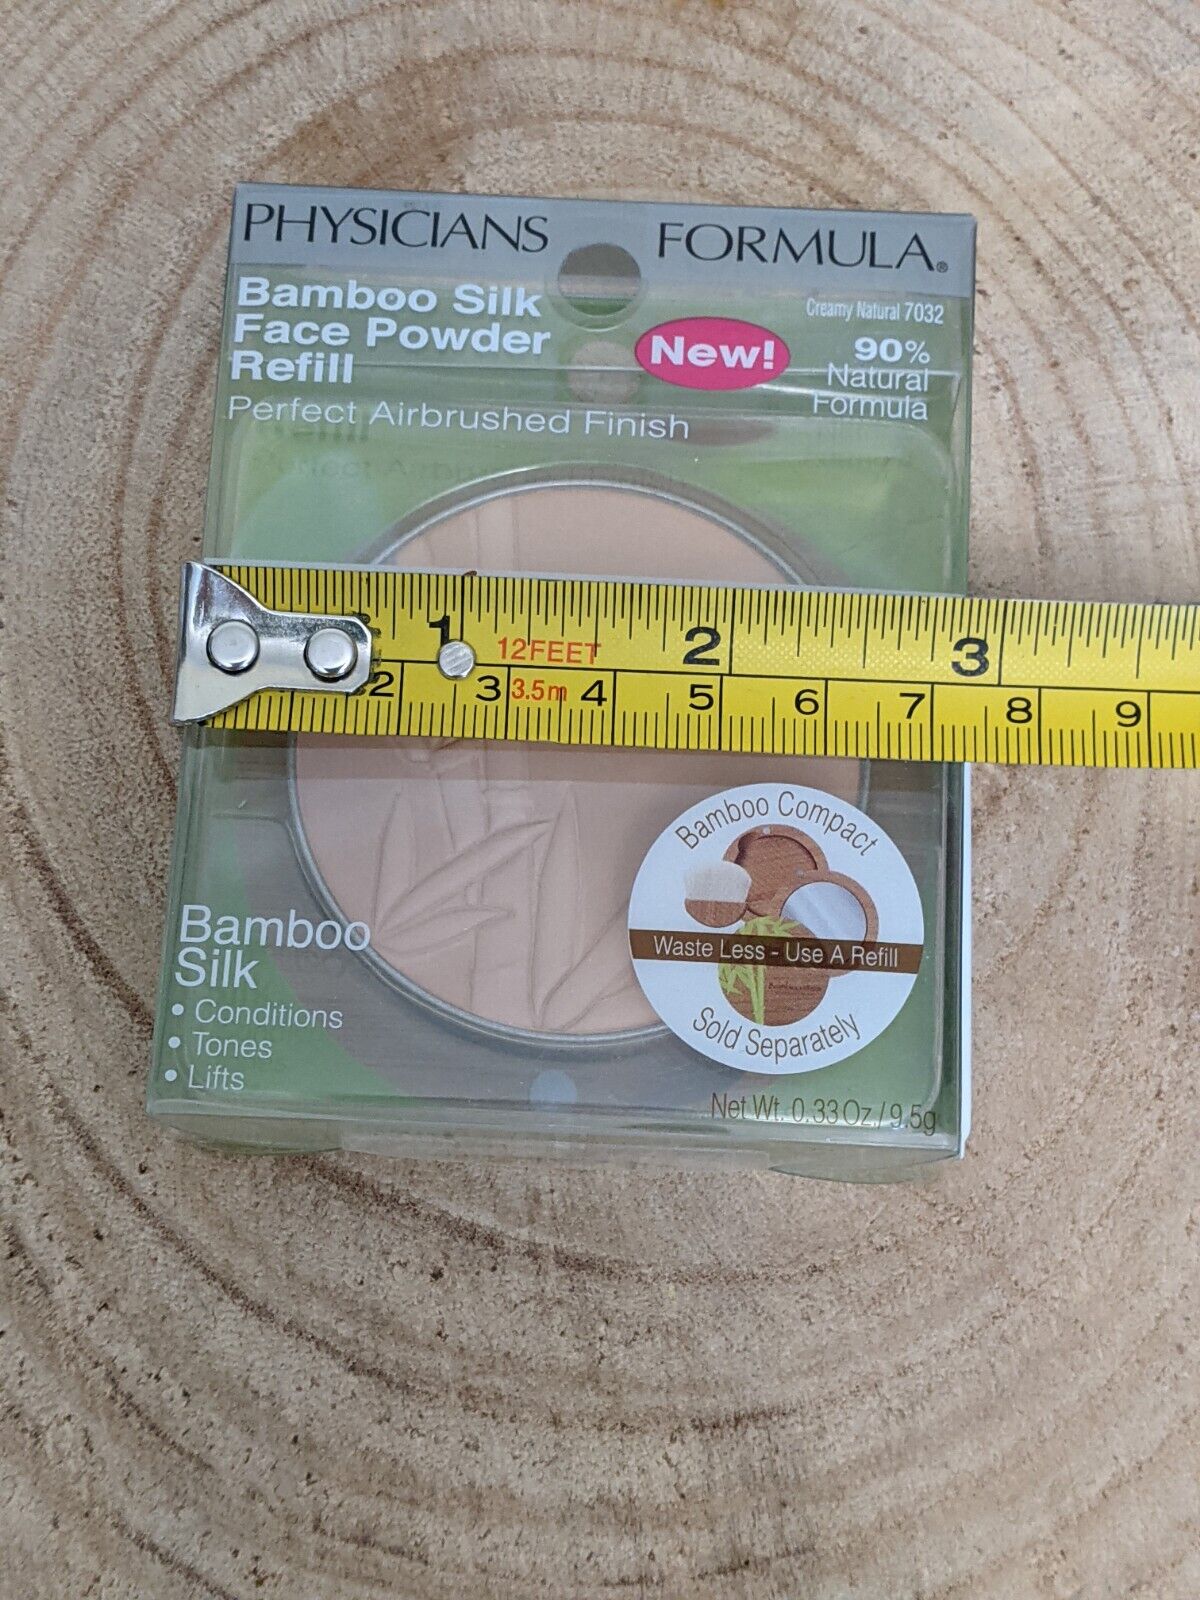 PHYSICIANS FORMULA®
Bamboo Silk
Face Powder
Refill
Perfect Airbrushed Finish
New!
Creamy Natural 7032
90%
Natural
Formula
1 12FEET 2 3
2 3 3.5m 4 5 6 7 8 9
Bamboo Compact
Waste Less - Use A Refill
Sold Separately
Bamboo
Silk
• Conditions
• Tones
• Lifts
Net Wt. 0.33 Oz./9.5g